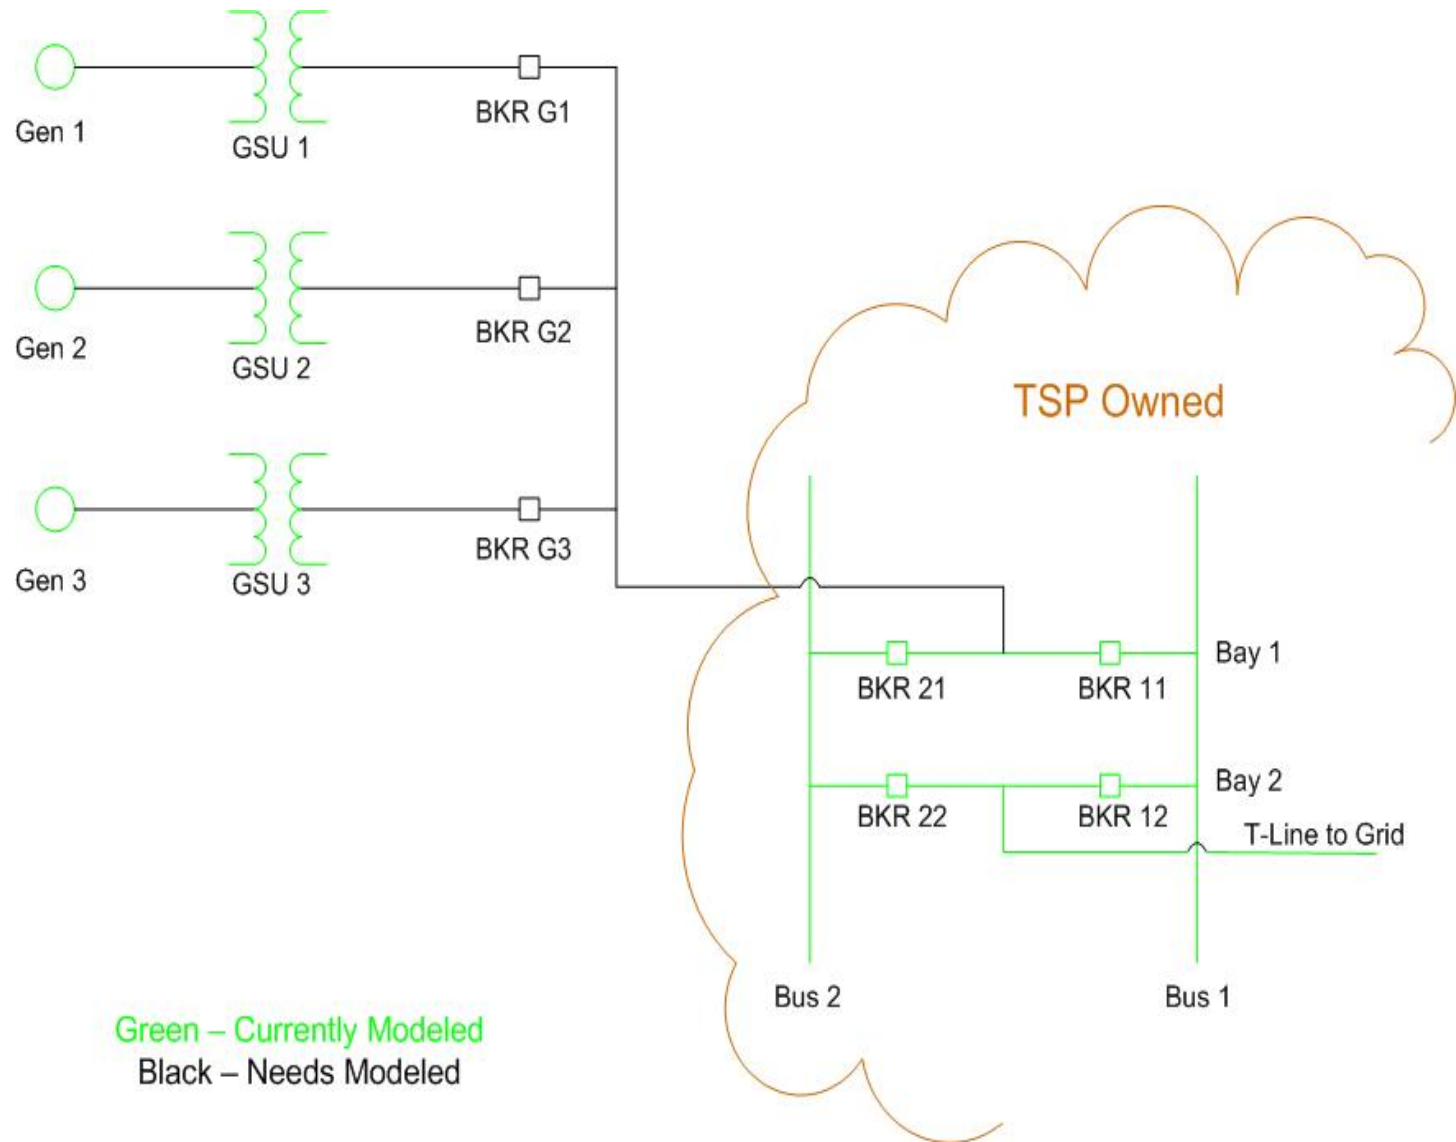 Gen 1
GSU 1
BKR G1
Gen 2
GSU 2
BKR G2
Gen 3
GSU 3
BKR G3
TSP Owned
BKR 21
BKR 11
Bay 1
BKR 22
BKR 12
Bay 2
T-Line to Grid
Bus 2
Bus 1
Green – Currently Modeled
Black – Needs Modeled